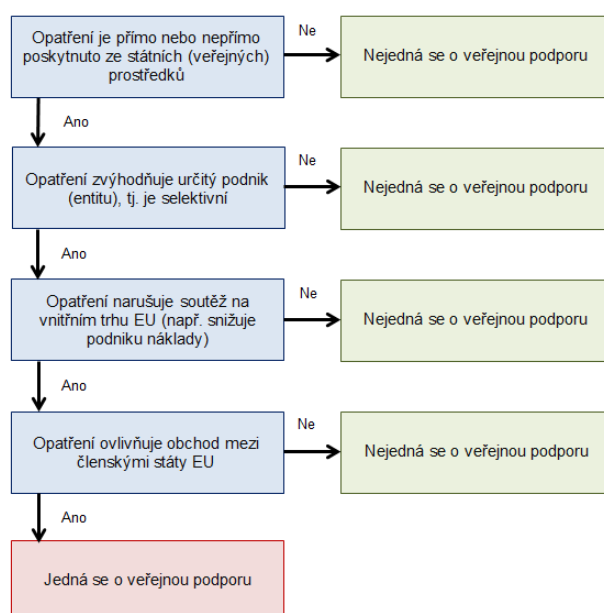 Opatření je přímo nebo nepřímo
poskytnuto ze státních (veřejných)
prostředků
Ne
Nejedná se o veřejnou podporu
Ano
Opatření zvýhodňuje určitý podnik
(entitu), tj. je selektivní
Ne
Nejedná se o veřejnou podporu
Ano
Opatření narušuje soutěž na
vnitřním trhu EU (např. snižuje
podniku náklady)
Ne
Nejedná se o veřejnou podporu
Ano
Opatření ovlivňuje obchod mezi
členskými státy EU
Ne
Nejedná se o veřejnou podporu
Ano
Jedná se o veřejnou podporu